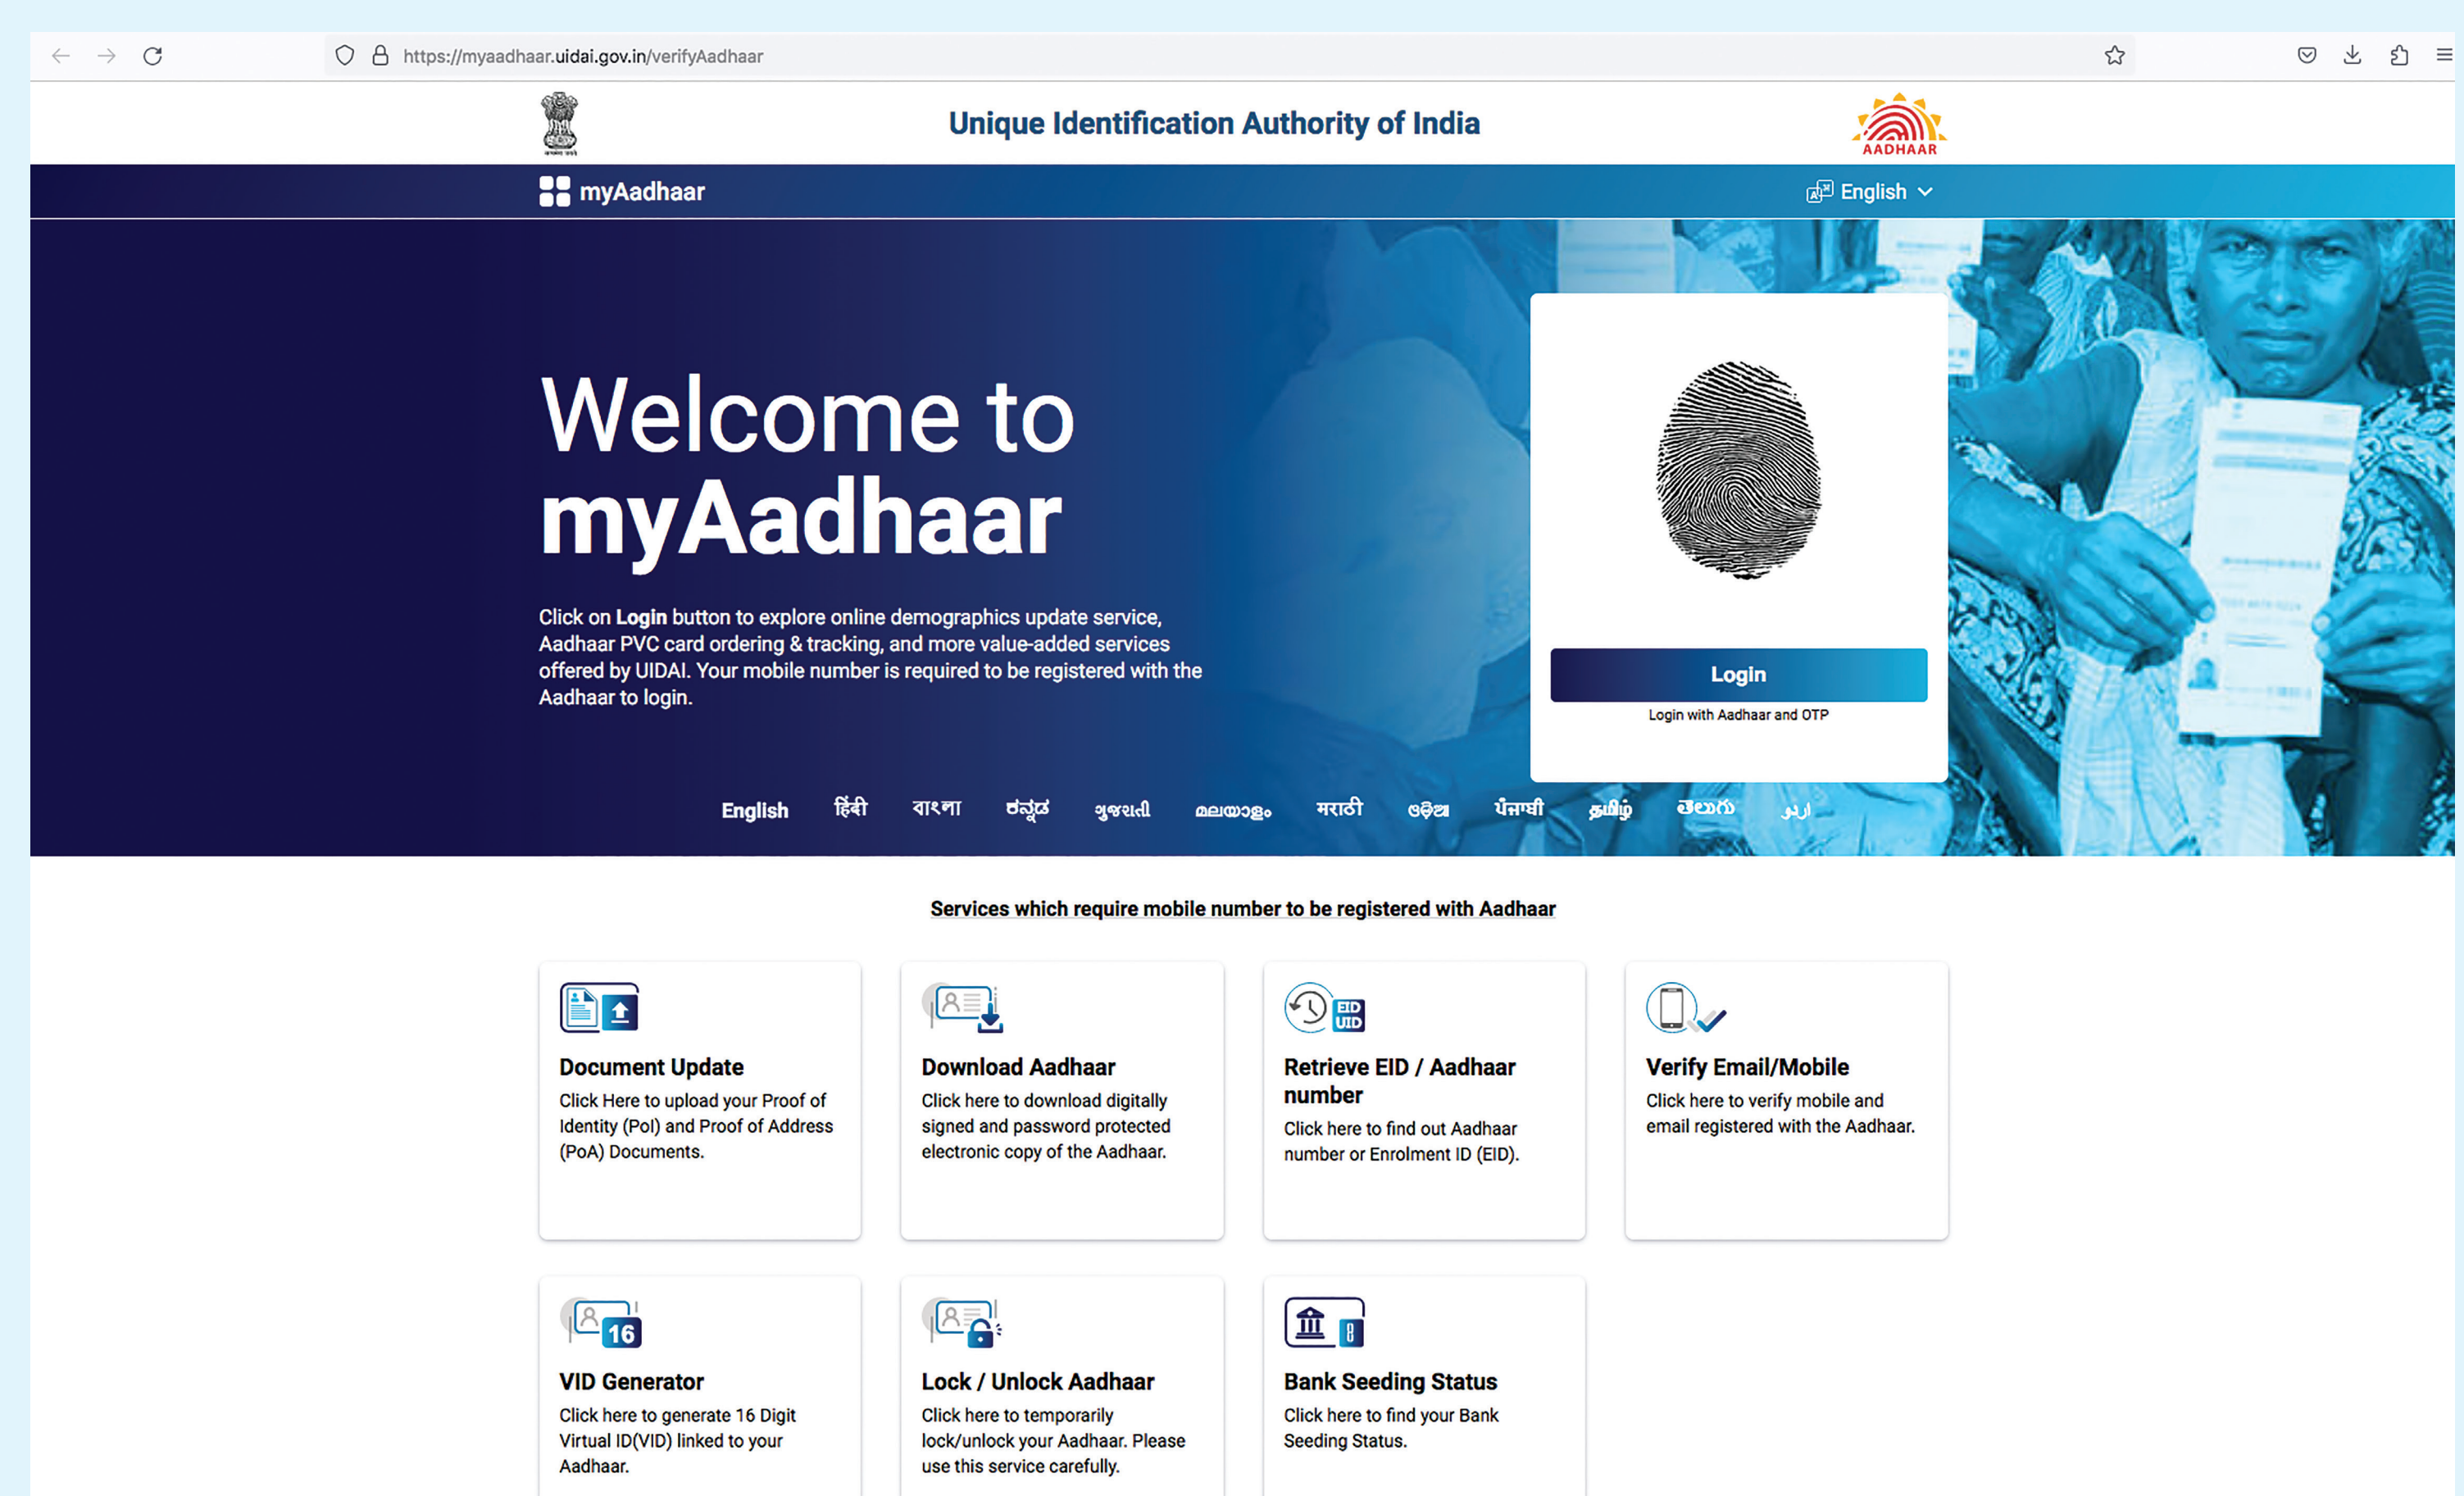 https://myaadhaar.uidai.gov.in/verifyAadhaar
Unique Identification Authority of India
AADHAAR
myAadhaar
English
Welcome to
myAadhaar
Click on Login button to explore online demographics update service,
Aadhaar PVC card ordering & tracking, and more value-added services
offered by UIDAI. Your mobile number is required to be registered with the
Aadhaar to login.
Login
Login with Aadhaar and OTP
English हिंदी বাংলা ಕನ್ನಡ ગુજરાતી മലയാളം मराठी ଓଡ଼ିଆ ਪੰਜਾਬੀ தமிழ் తెలుగు اردو
Services which require mobile number to be registered with Aadhaar
Document Update
Click Here to upload your Proof of
Identity (PoI) and Proof of Address
(PoA) Documents.
Download Aadhaar
Click here to download digitally
signed and password protected
electronic copy of the Aadhaar.
EID
UID
Retrieve EID / Aadhaar
number
Click here to find out Aadhaar
number or Enrolment ID (EID).
Verify Email/Mobile
Click here to verify mobile and
email registered with the Aadhaar.
16
VID Generator
Click here to generate 16 Digit
Virtual ID(VID) linked to your
Aadhaar.
Lock / Unlock Aadhaar
Click here to temporarily
lock/unlock your Aadhaar. Please
use this service carefully.
Bank Seeding Status
Click here to find your Bank
Seeding Status.